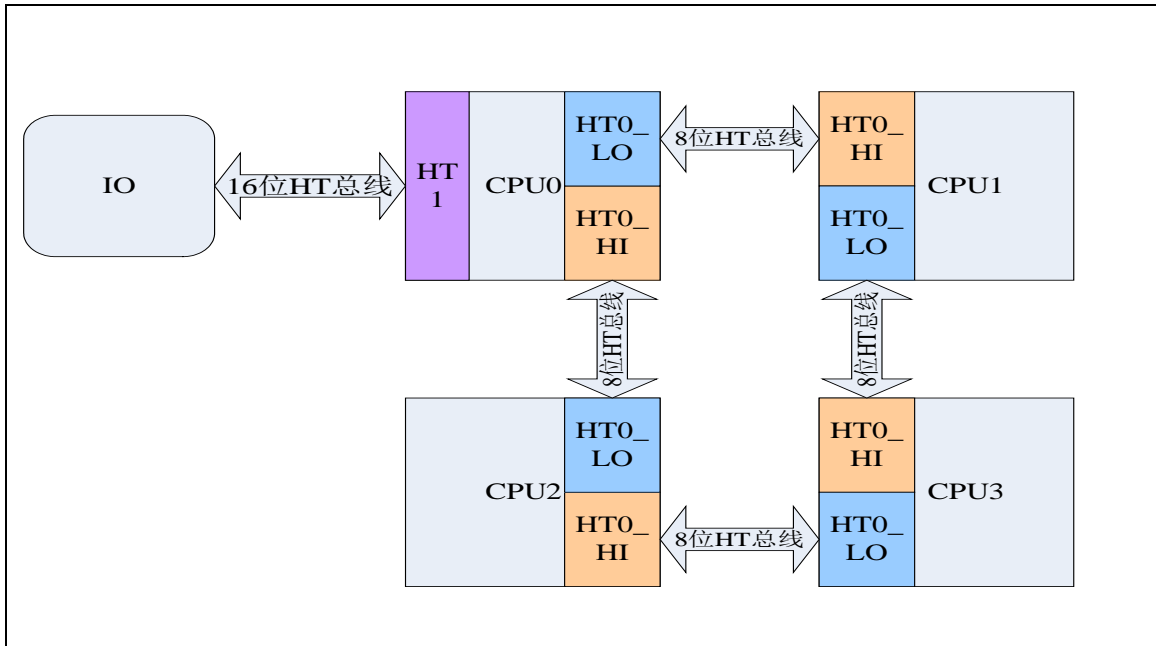 IO
16位HT总线
HT
1
CPU0
HT0_
LO
HT0_
HI
8位HT总线
HT0_
HI
HT0_
LO
CPU1
8位HT总线
8位HT总线
CPU2
HT0_
LO
HT0_
HI
8位HT总线
HT0_
HI
HT0_
LO
CPU3